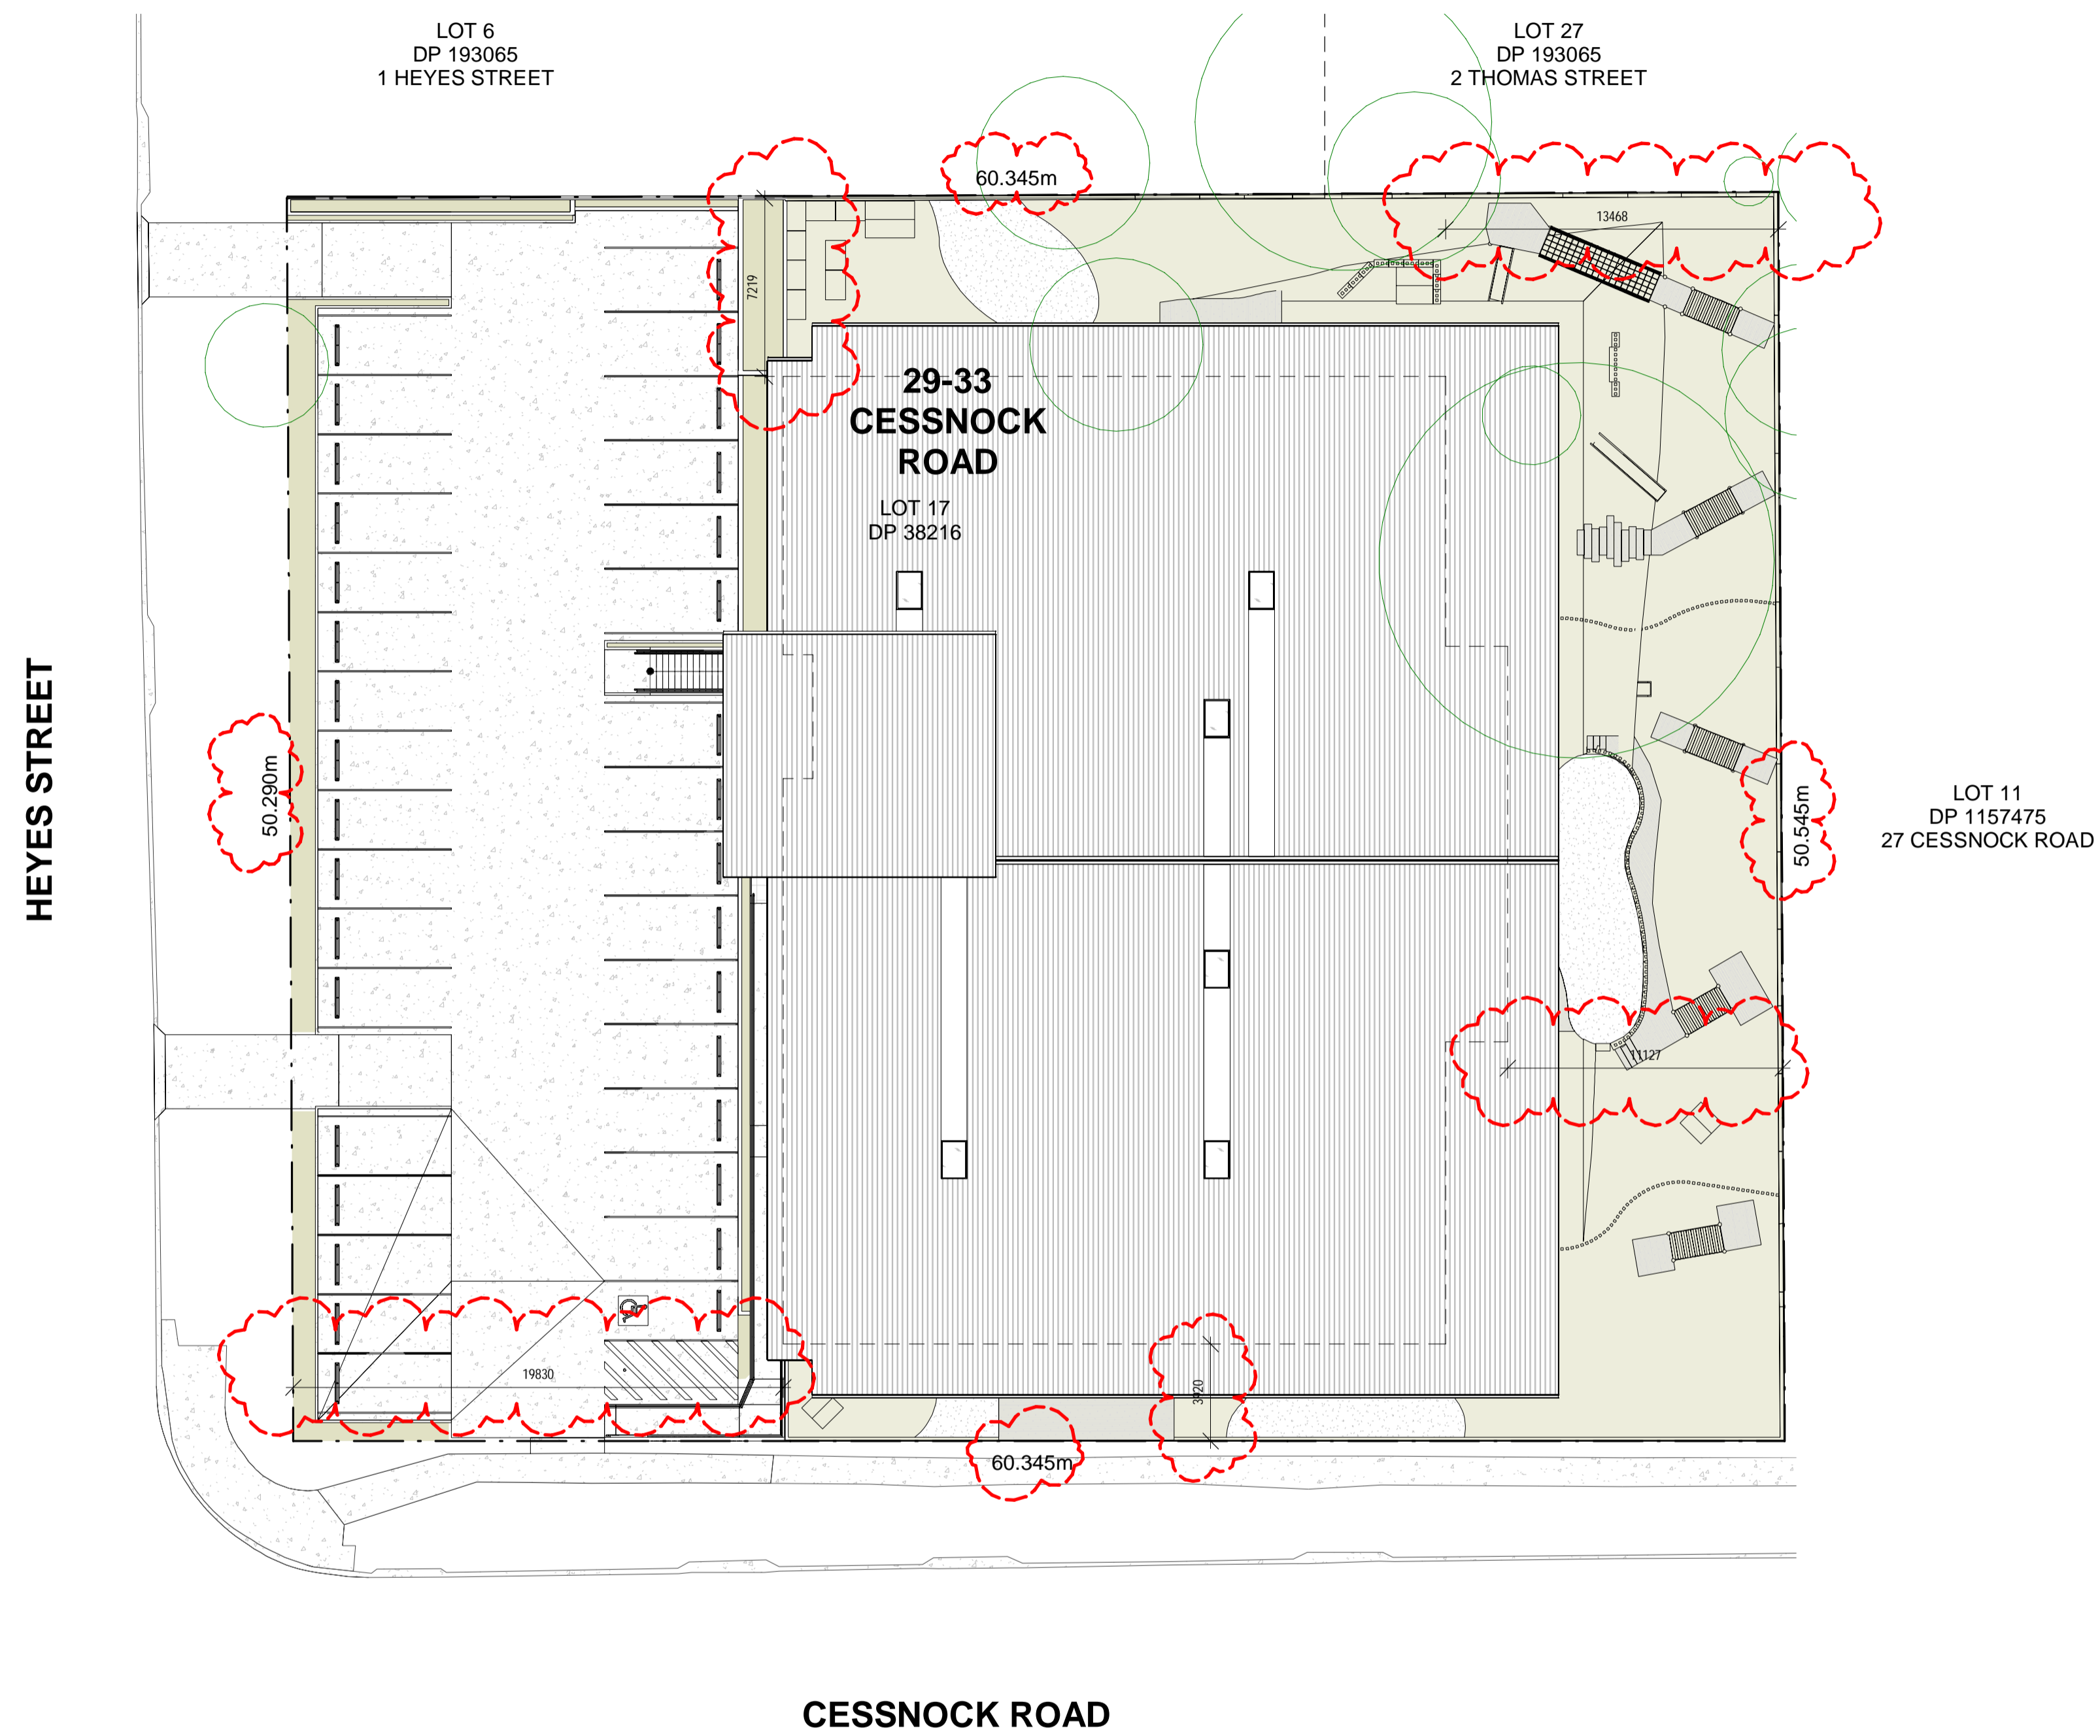 LOT 6
DP 193065
1 HEYES STREET
LOT 27
DP 193065
2 THOMAS STREET
60.345m
13468
7219
29-33
CESSNOCK
ROAD
LOT 17
DP 38216
HEYES STREET
50.290m
50.545m
LOT 11
DP 1157475
27 CESSNOCK ROAD
11127
19830
3920
60.345m
CESSNOCK ROAD